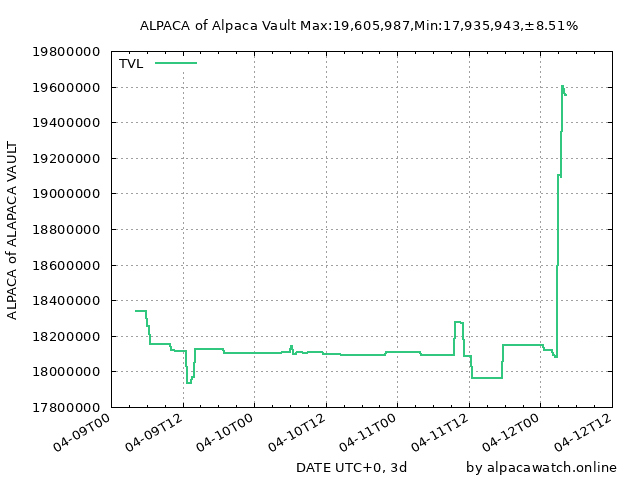 ALPACA of Alpaca Vault Max:19,605,987,Min:17,935,943,±8.51%
TVL
19800000
19600000
19400000
19200000
19000000
18800000
18600000
18400000
18200000
18000000
17800000
ALPACA of ALAPACA VAULT
04-09T00
04-09T12
04-10T00
04-10T12
04-11T00
04-11T12
04-12T00
04-12T12
DATE UTC+0, 3d
by alpacawatch.online